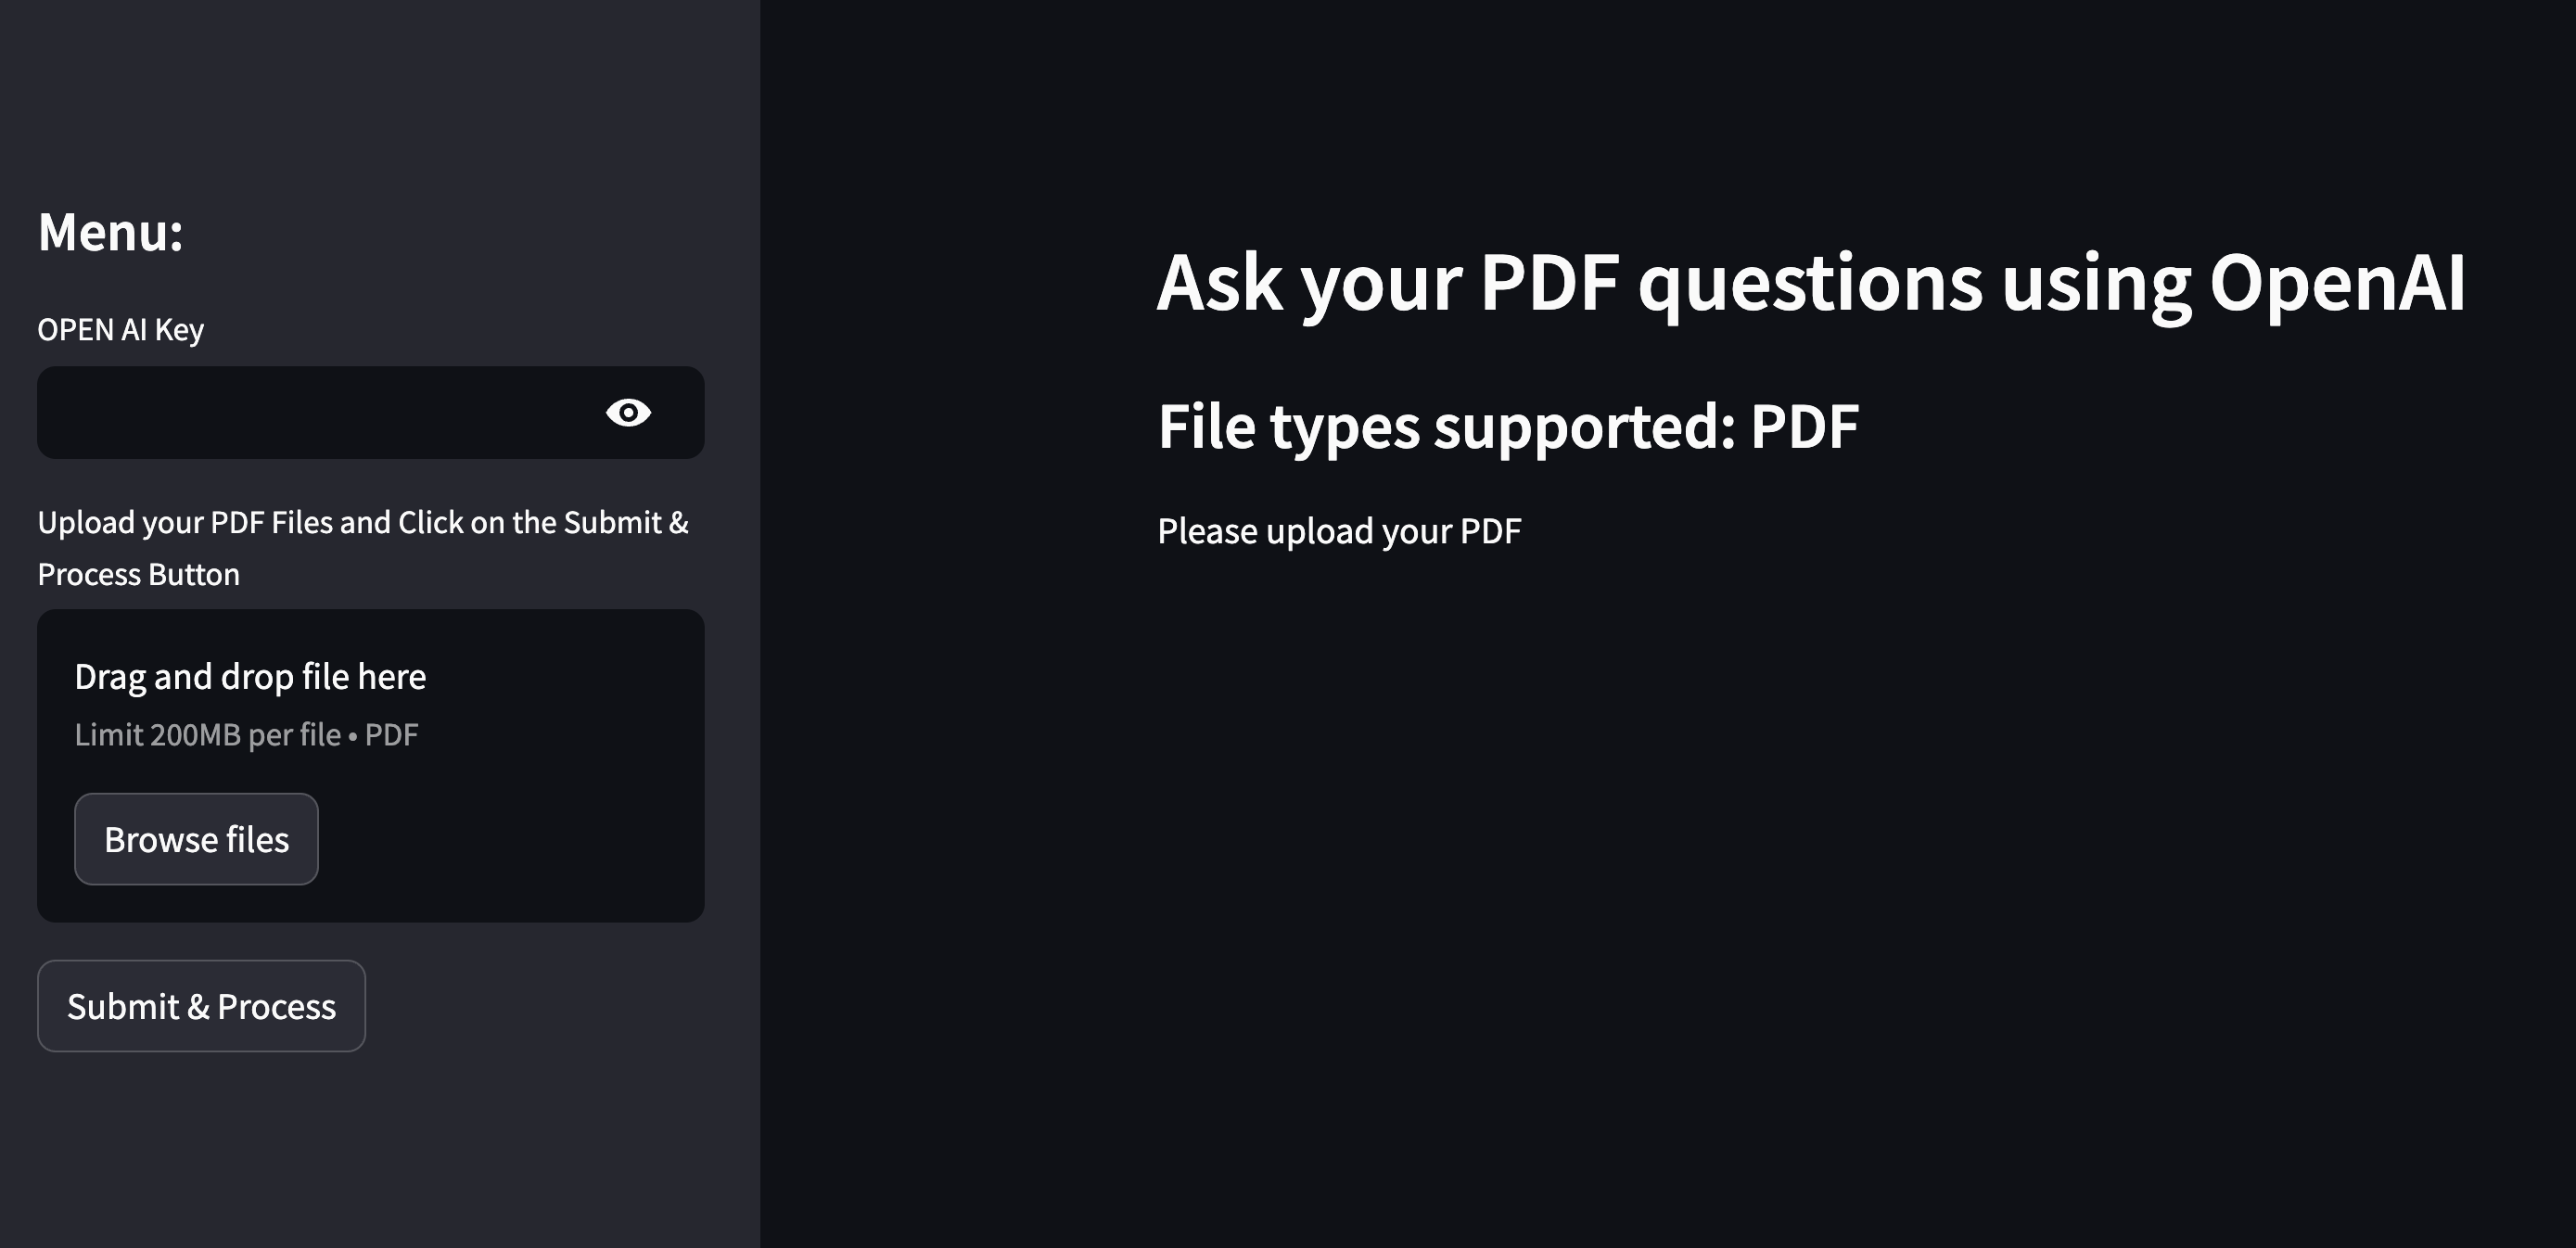 Menu:
OPEN AI Key
Upload your PDF Files and Click on the Submit &
Process Button
Drag and drop file here
Limit 200MB per file • PDF
Browse files
Submit & Process
Ask your PDF questions using OpenAI
File types supported: PDF
Please upload your PDF